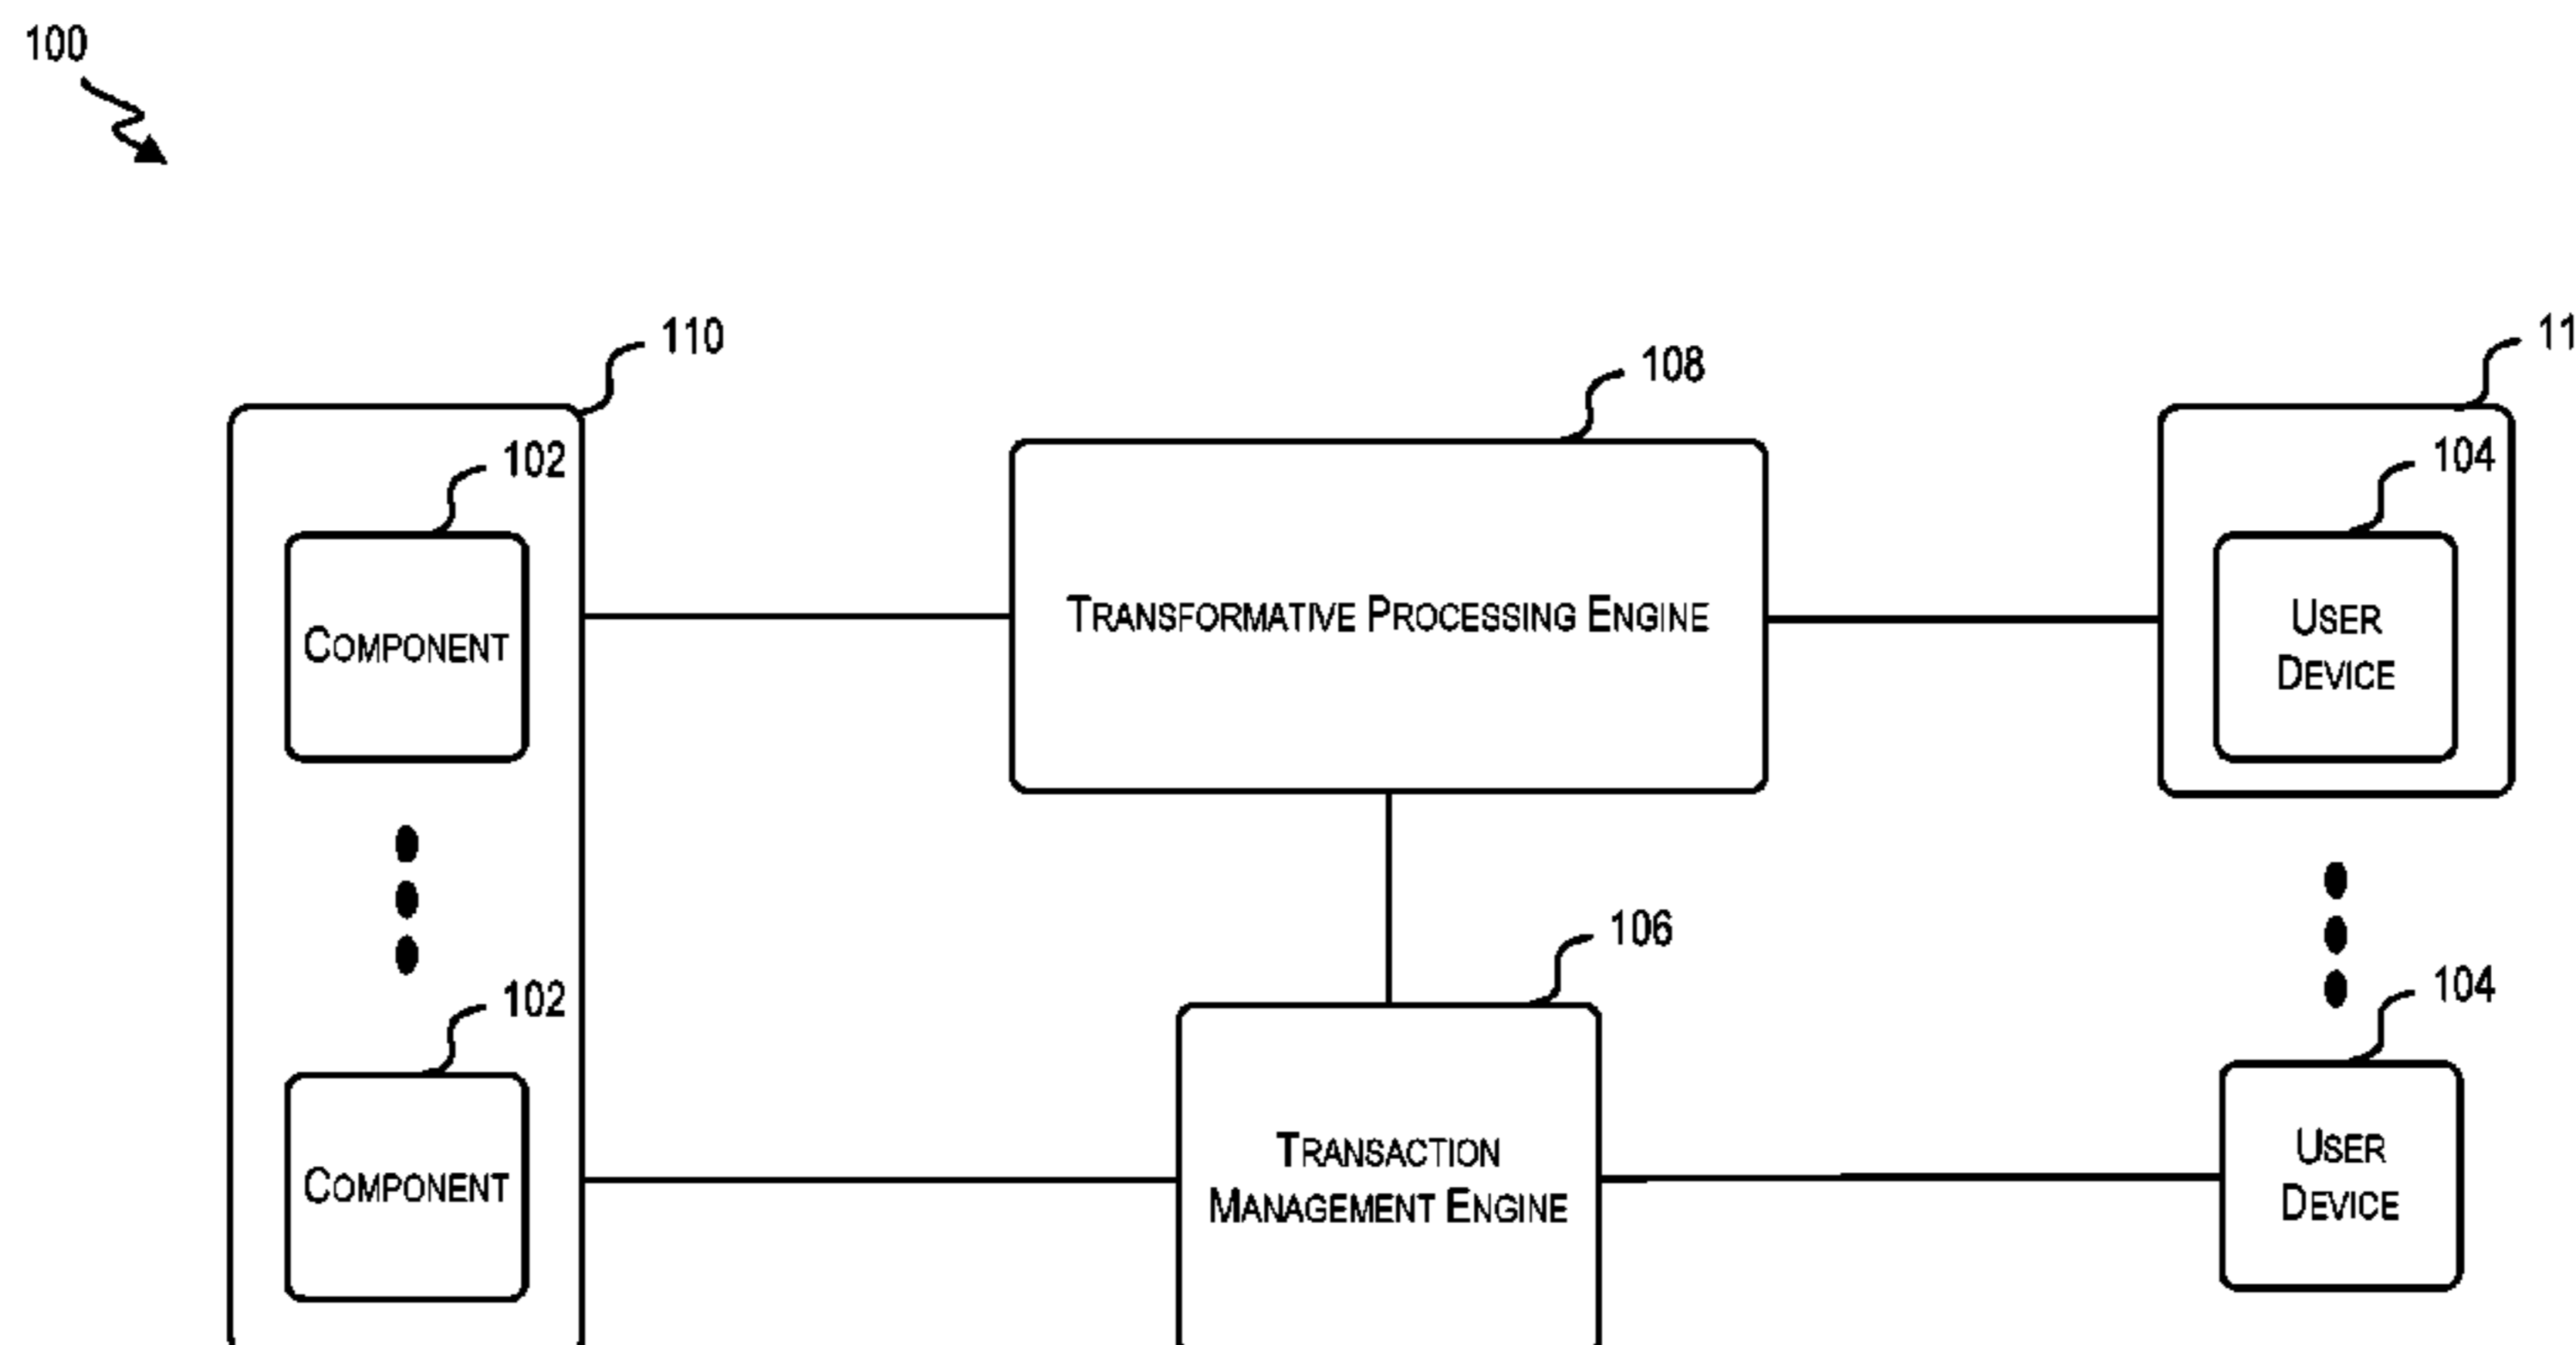 100
110
108
11
102
104
COMPONENT
TRANSFORMATIVE PROCESSING ENGINE
USER
DEVICE
106
102
104
COMPONENT
TRANSACTION
MANAGEMENT ENGINE
USER
DEVICE